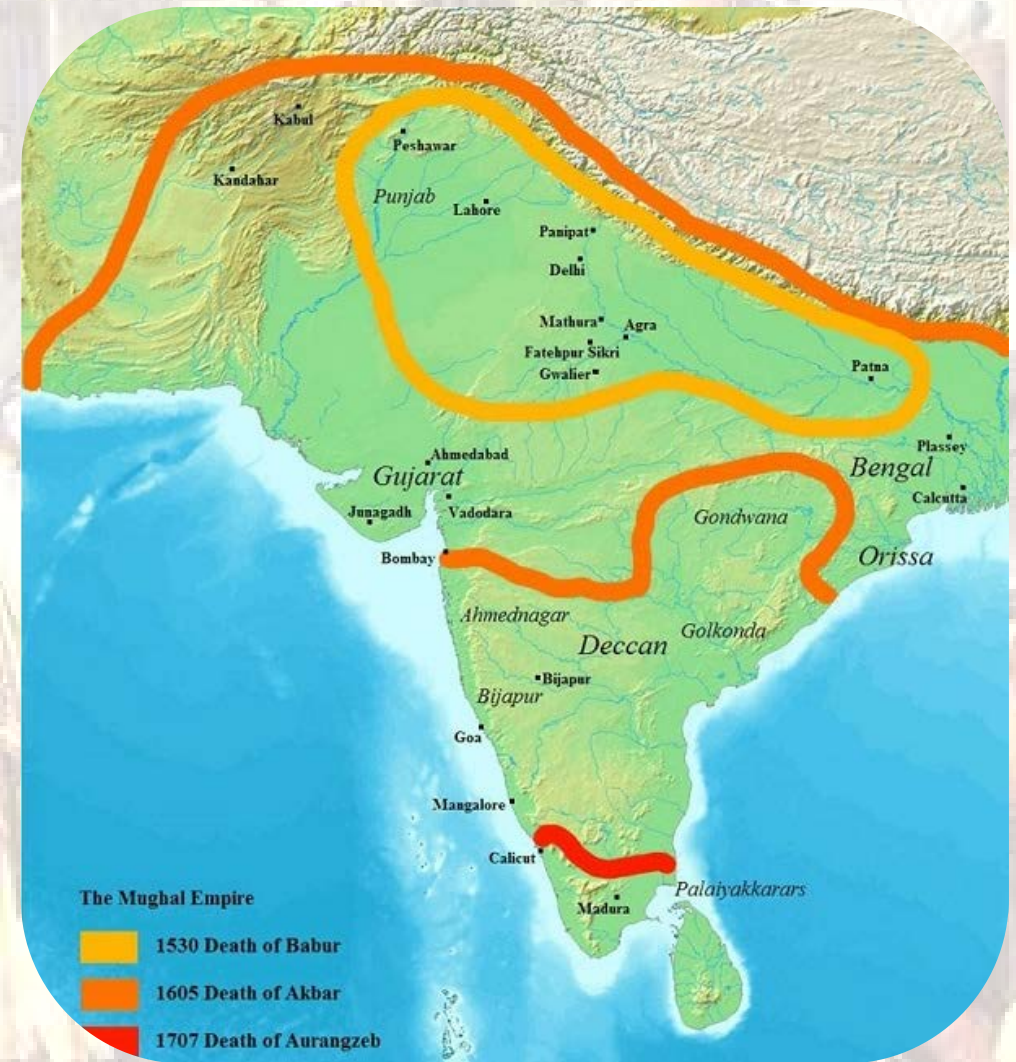 Kabul
Peshawar
Kandahar
Punjab
Lahore
Panipat
Delhi
Mathura
Agra
Fatehpur Sikri
Gwalier
Patna
Plassey
Ahmedabad
Bengal
Gujarat
Calcutta
Junagadh
Vadodara
Gondwana
Bombay
Orissa
Ahmednagar
Golkonda
Deccan
Bijapur
Bijapur
Goa
Mangalore
Calicut
Palaiyakkarars
Madura
The Mughal Empire
1530 Death of Babur
1605 Death of Akbar
1707 Death of Aurangzeb